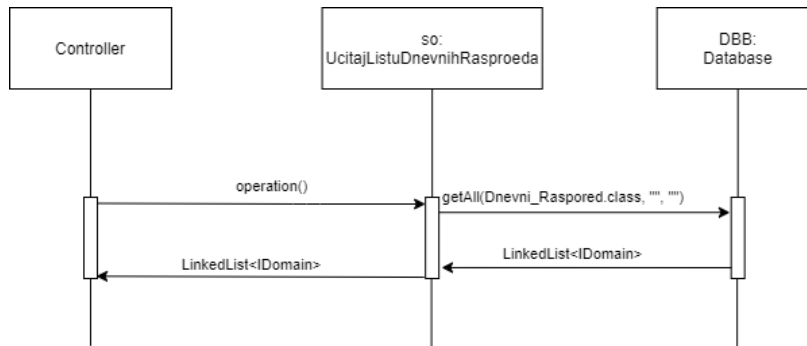 Controller
so:
UcitajListuDnevnihRasproeda
DBB:
Database
operation()
getAll(Dnevni_Raspored.class, "", "")
LinkedList<IDomain>
LinkedList<IDomain>